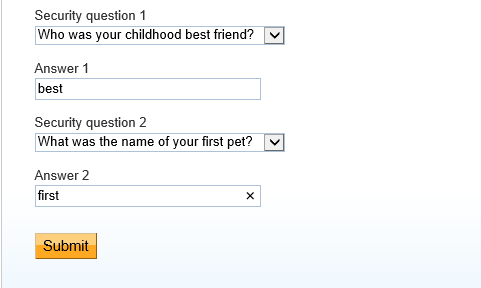 Security question 1
Who was your childhood best friend?
Answer 1
best
Security question 2
What was the name of your first pet?
Answer 2
first
Submit